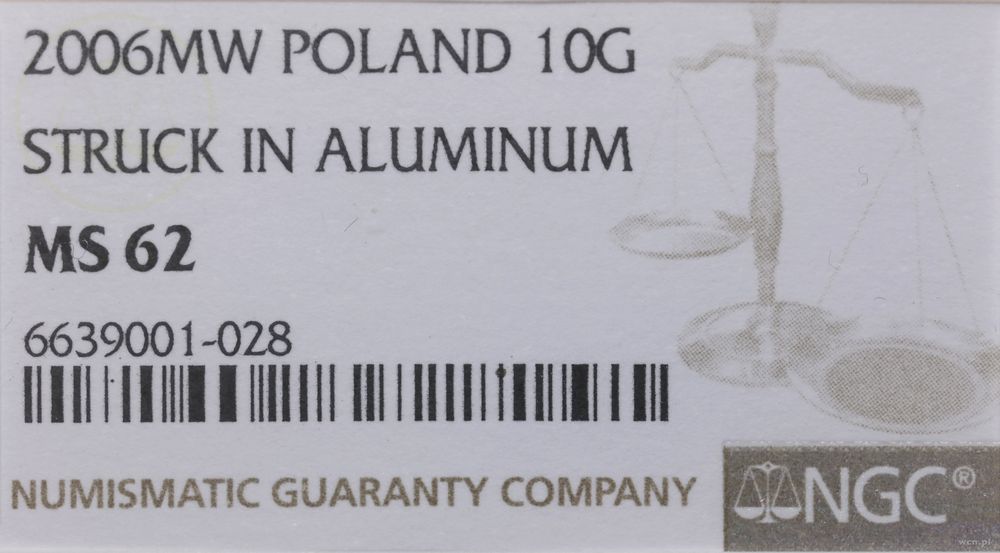 2006MW POLAND 10G
STRUCK IN ALUMINUM
MS 62
6639001-028
NUMISMATIC GUARANTY COMPANY
NGC®
wcn.pl